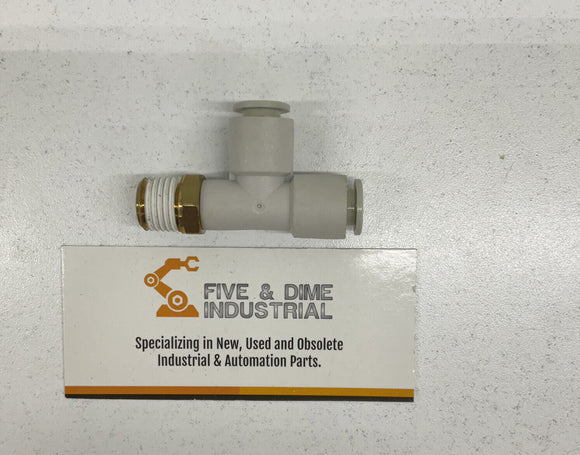 FIVE & DIME
INDUSTRIAL
Specializing in New, Used and Obsolete
Industrial & Automation Parts.